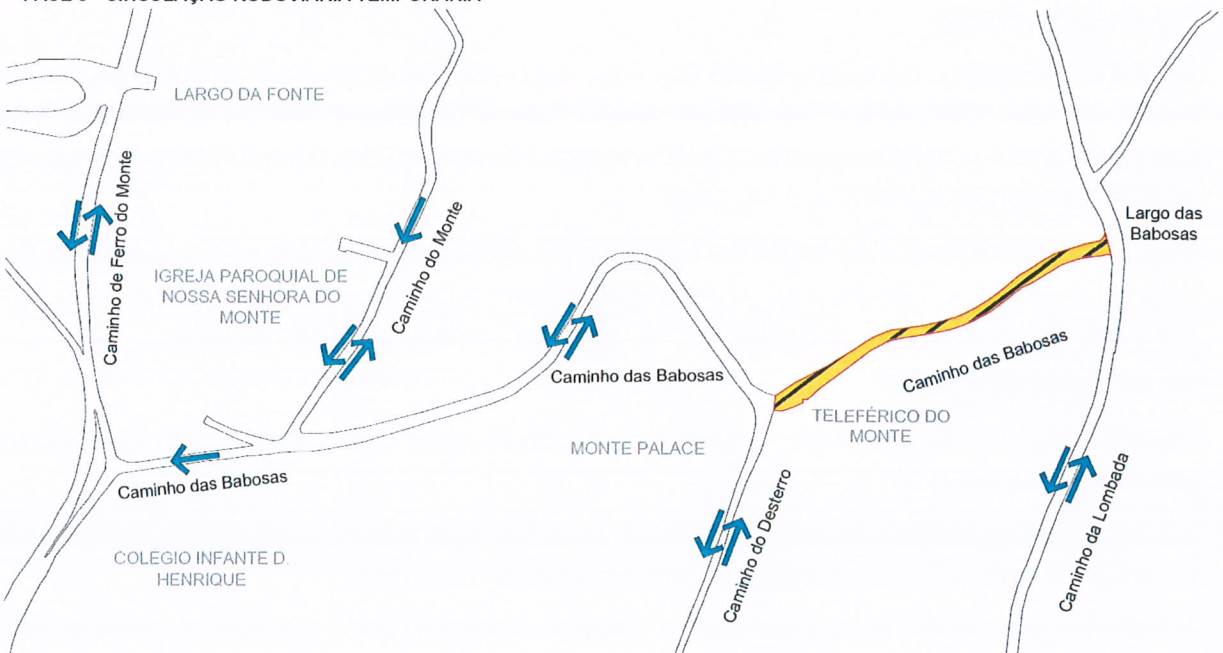 LARGO DA FONTE
Caminho de Ferro do Monte
IGREJA PAROQUIAL DE
NOSSA SENHORA DO
MONTE
Caminho do Monte
Largo das
Babosas
Caminho das Babosas
Caminho das Babosas
TELEFÉRICO DO
MONTE
MONTE PALACE
Caminho das Babosas
COLÉGIO INFANTE D.
HENRIQUE
Caminho do Desterro
Caminho da Lombada